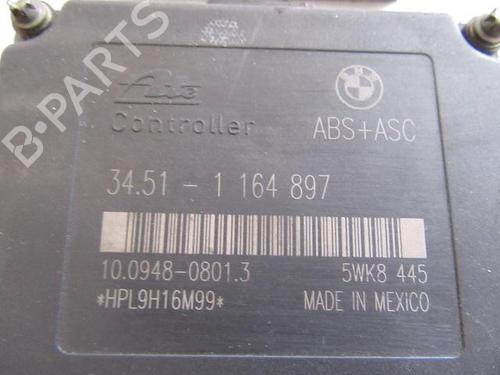 B-PARTS
Ate
Controller
ABS+ASC
34.51 - 1 164 897
10.0948-0801.3
5WK8 445
*HPL9H16M99*
MADE IN MEXICO